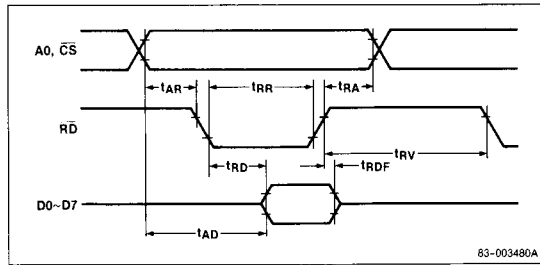 A0, CS
tAR
tRR
tRA
RD
tRD
tRDF
tRV
D0~D7
tAD
83-003480A